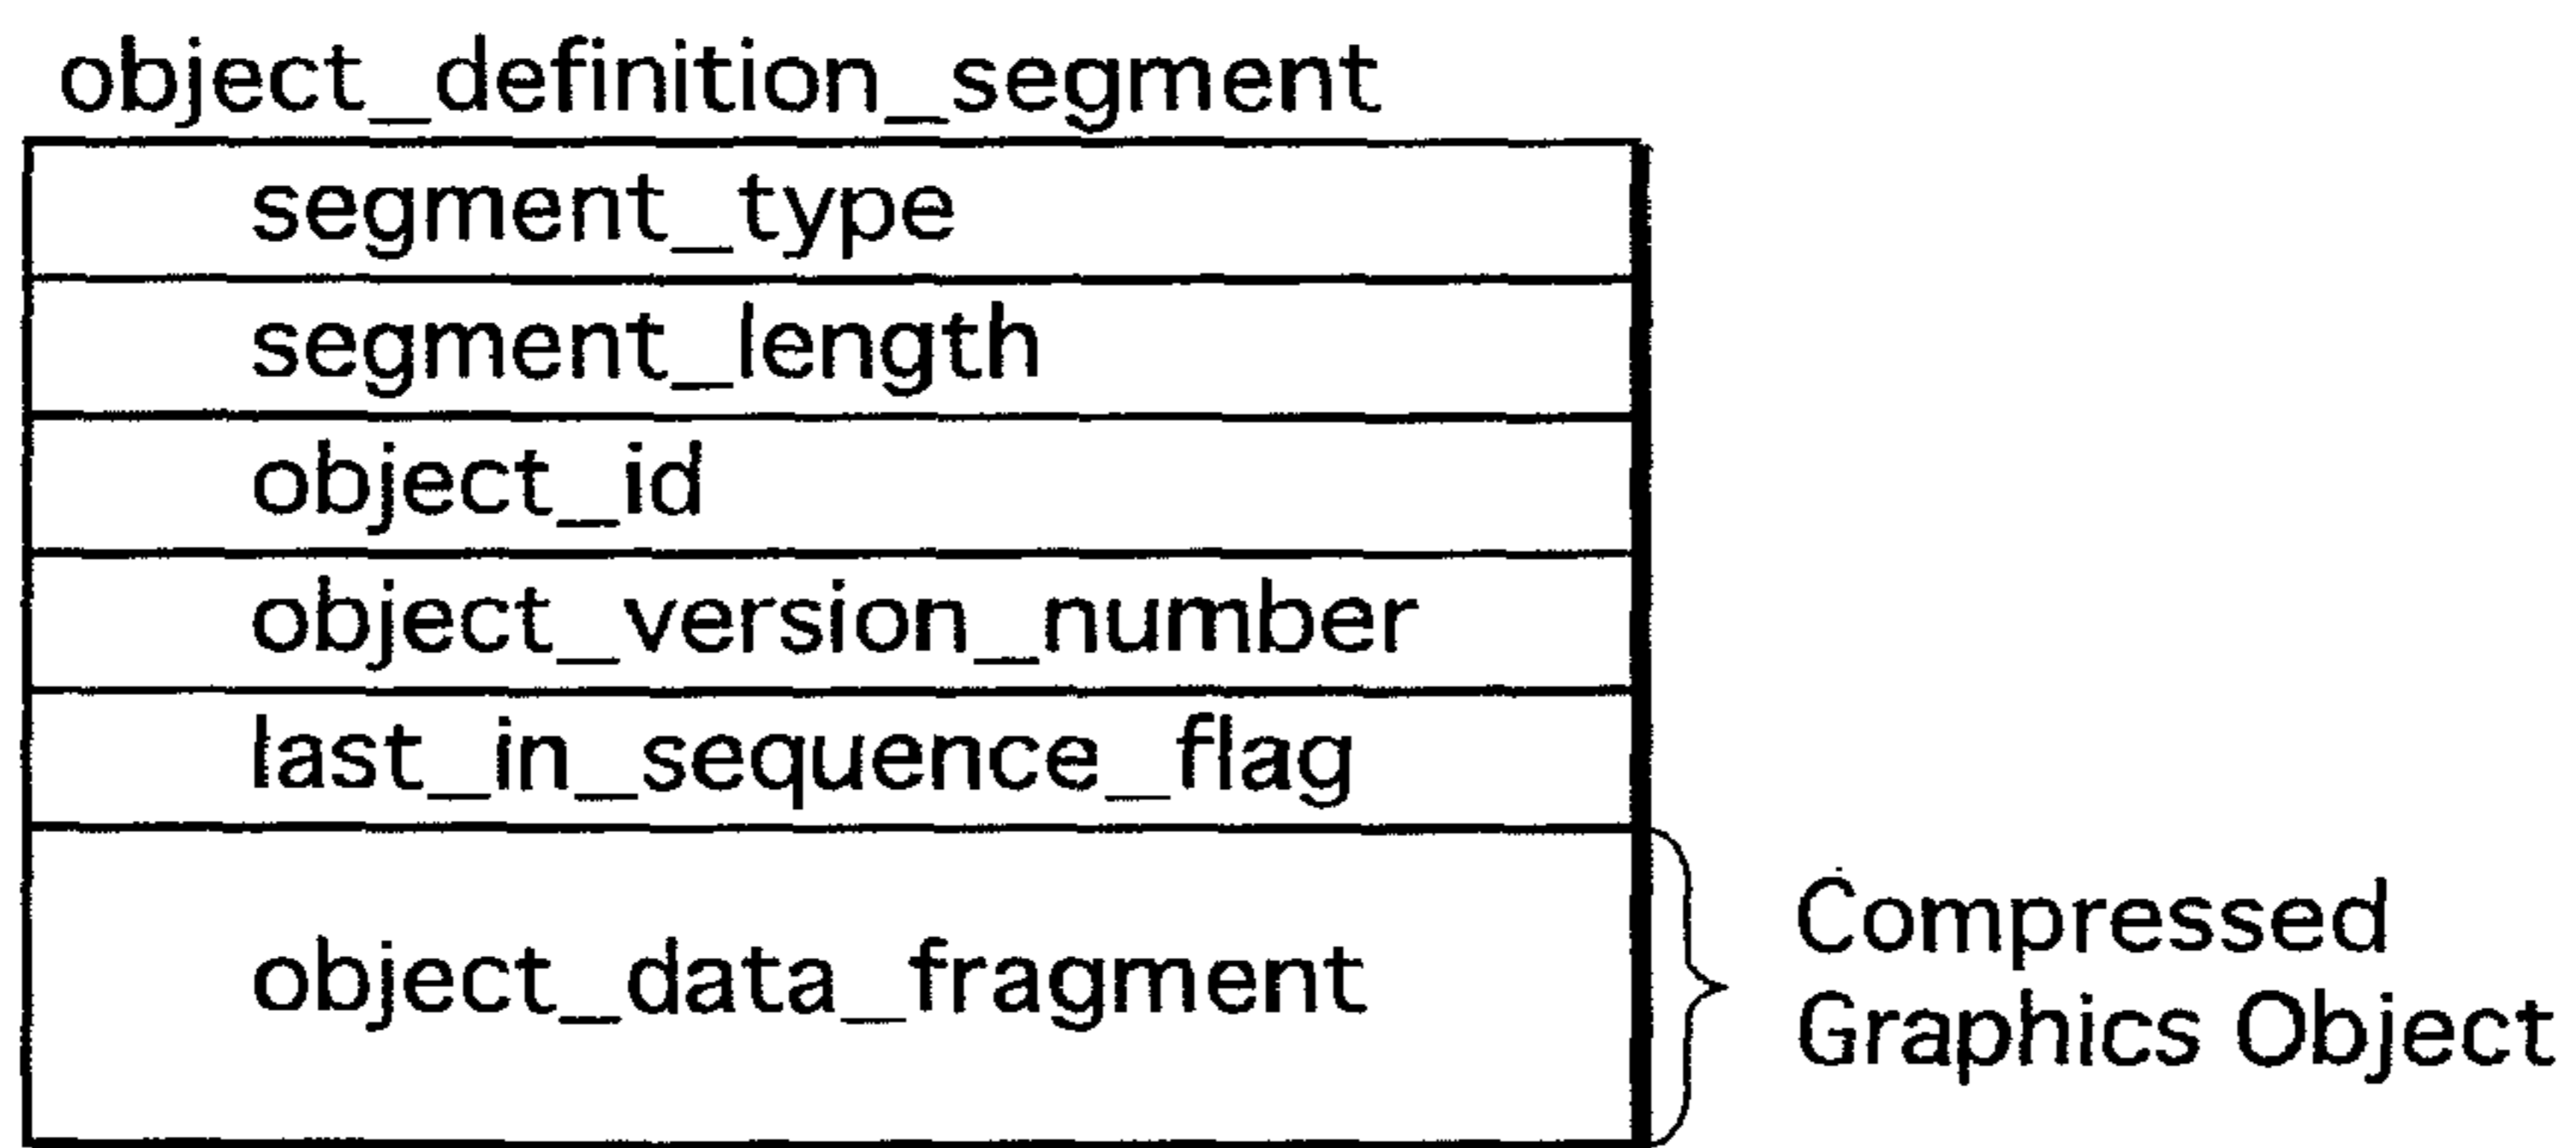 object_definition_segment
segment_type
segment_length
object_id
object_version_number
last_in_sequence_flag
object_data_fragment
Compressed
Graphics Object